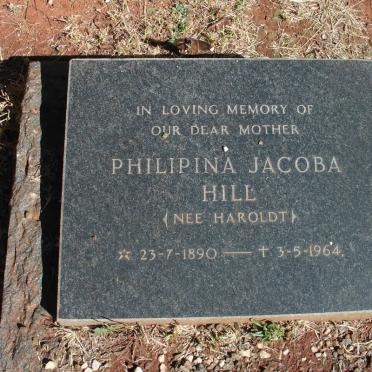 IN LOVING MEMORY OF
OUR DEAR MOTHER
PHILIPINA JACOBA
HILL
(NEE HAROLDT)
☆ 23-7-1890 — ✝ 3-5-1964